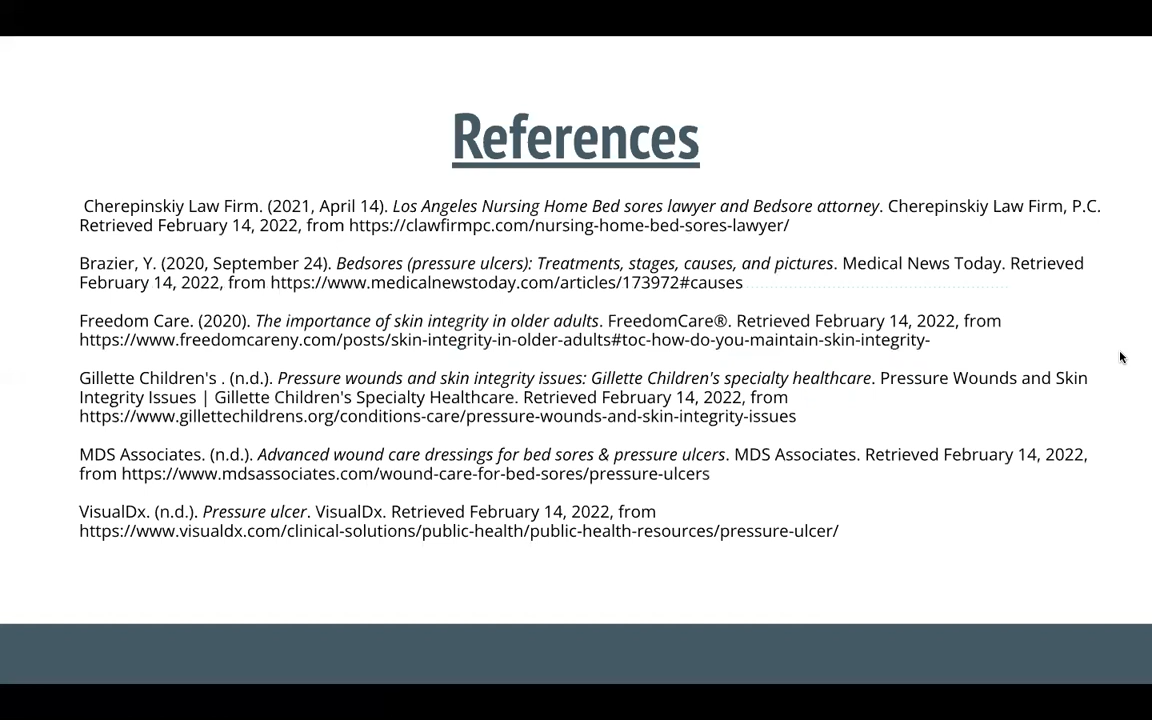 References
Cherepinskiy Law Firm. (2021, April 14). Los Angeles Nursing Home Bed sores lawyer and Bedsore attorney. Cherepinskiy Law Firm, P.C.
Retrieved February 14, 2022, from https://clawfirmpc.com/nursing-home-bed-sores-lawyer/
Brazier, Y. (2020, September 24). Bedsores (pressure ulcers): Treatments, stages, causes, and pictures. Medical News Today. Retrieved
February 14, 2022, from https://www.medicalnewstoday.com/articles/173972#causes
Freedom Care. (2020). The importance of skin integrity in older adults. FreedomCare®. Retrieved February 14, 2022, from
https://www.freedomcareny.com/posts/skin-integrity-in-older-adults#toc-how-do-you-maintain-skin-integrity-
Gillette Children's . (n.d.). Pressure wounds and skin integrity issues: Gillette Children's specialty healthcare. Pressure Wounds and Skin
Integrity Issues | Gillette Children's Specialty Healthcare. Retrieved February 14, 2022, from
https://www.gillettechildrens.org/conditions-care/pressure-wounds-and-skin-integrity-issues
MDS Associates. (n.d.). Advanced wound care dressings for bed sores & pressure ulcers. MDS Associates. Retrieved February 14, 2022,
from https://www.mdsassociates.com/wound-care-for-bed-sores/pressure-ulcers
VisualDx. (n.d.). Pressure ulcer. VisualDx. Retrieved February 14, 2022, from
https://www.visualdx.com/clinical-solutions/public-health/public-health-resources/pressure-ulcer/